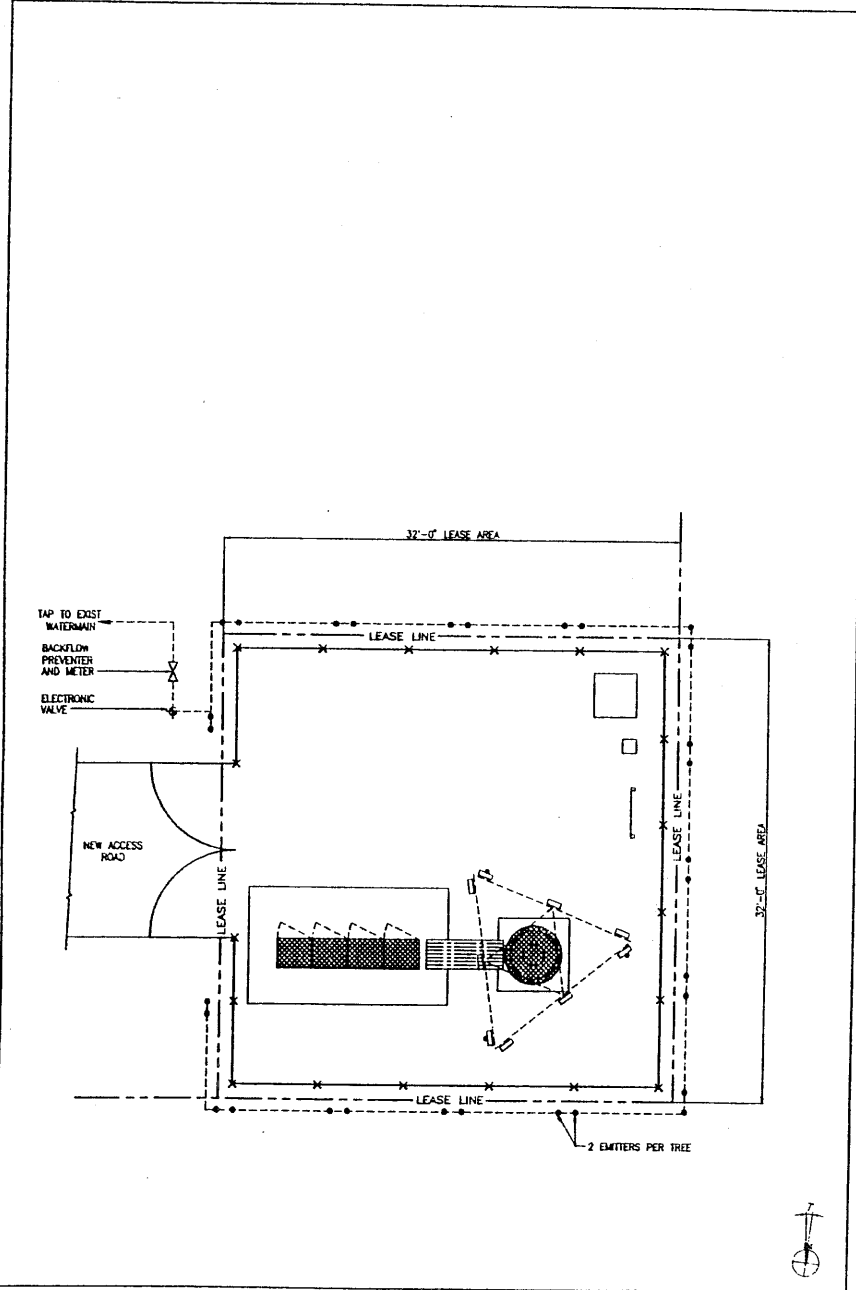 32'-0" LEASE AREA
TAP TO EXIST
WATERMAIN
BACKFLOW
PREVENTER
AND METER
ELECTRONIC
VALVE
LEASE LINE
NEW ACCESS
ROAD
LEASE LINE
LEASE LINE
32'-0" LEASE AREA
LEASE LINE
2 EMITTERS PER TREE